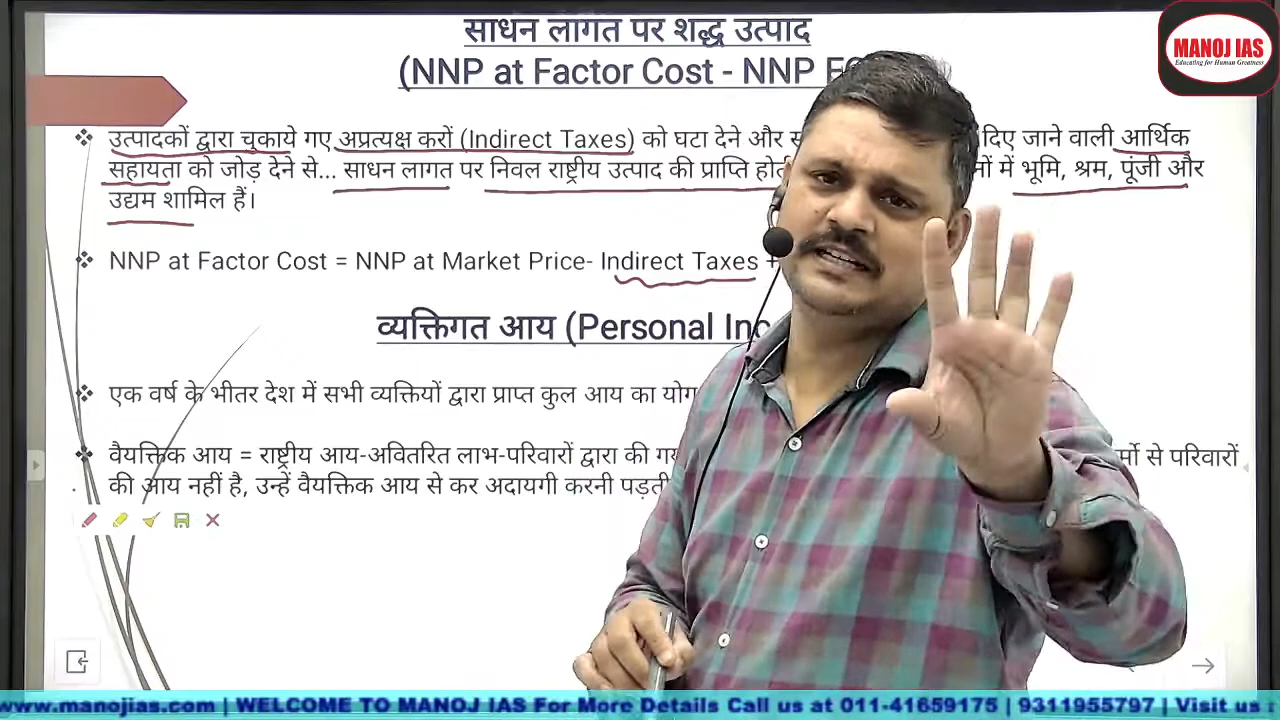 साधन लागत पर शद्ध उत्पाद
(NNP at Factor Cost - NNP
MANOJ IAS
Educating for Human Greatness
❖ उत्पादकों द्वारा चुकाये गए अप्रत्यक्ष करों (Indirect Taxes) को घटा देने और दिए जाने वाली आर्थिक
सहायता को जोड़ देने से... साधन लागत पर निवल राष्ट्रीय उत्पाद की प्राप्ति में भूमि, श्रम, पूंजी और
उद्यम शामिल हैं।
❖ NNP at Factor Cost = NNP at Market Price- Indirect Taxes +
व्यक्तिगत आय (Personal
❖ एक वर्ष के भीतर देश में सभी व्यक्तियों द्वारा प्राप्त कुल आय का योग
❖ वैयक्तिक आय = राष्ट्रीय आय-अवितरित लाभ-परिवारों द्वारा की से परिवारों
की आय नहीं है, उन्हें वैयक्तिक आय से कर अदायगी करनी
www.manojias.com | WELCOME TO MANOJ IAS For More Details Call us at 011-41659175 | 9311955797 | Visit us